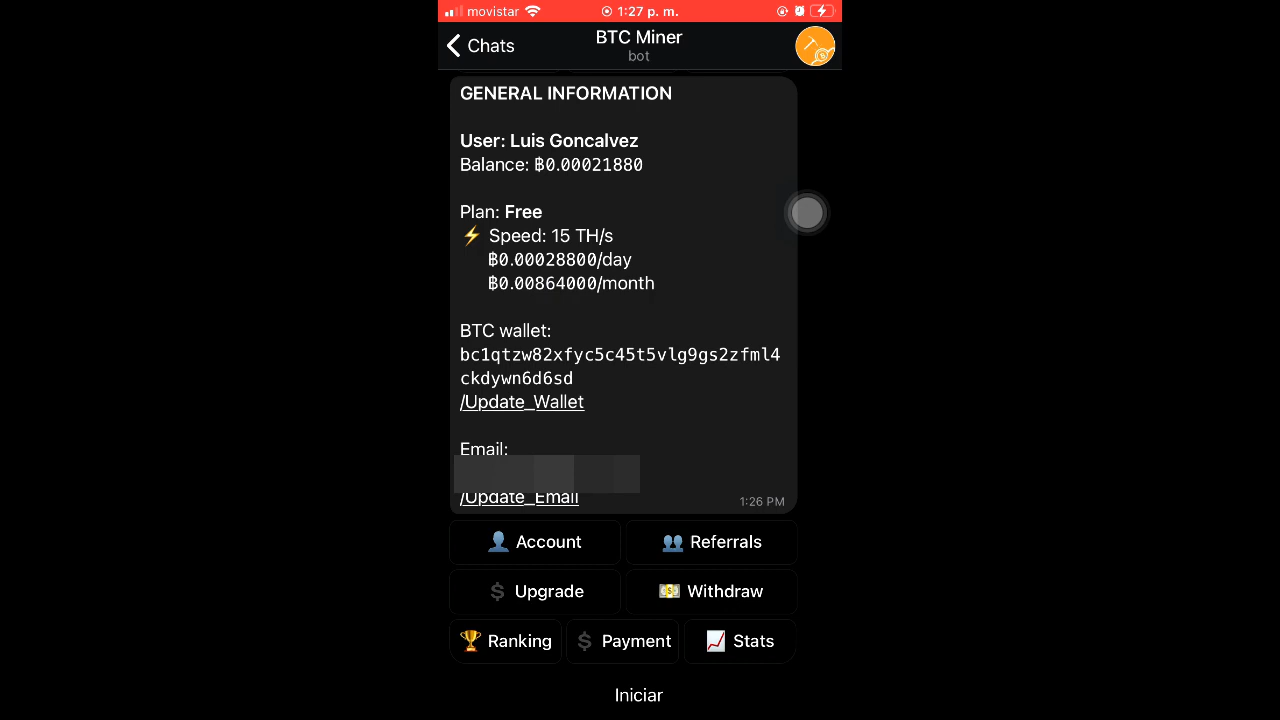 movistar 1:27 p. m.
Chats
BTC Miner
bot
GENERAL INFORMATION
User: Luis Goncalvez
Balance: ฿0.00021880
Plan: Free
⚡ Speed: 15 TH/s
฿0.00028800/day
฿0.00864000/month
BTC wallet:
bc1qtzw82xfyc5c45t5vlg9gs2zfml4
ckdywn6d6sd
/Update_Wallet
Email:
/Update_Email
1:26 PM
Account
Referrals
Upgrade
Withdraw
Ranking
Payment
Stats
Iniciar